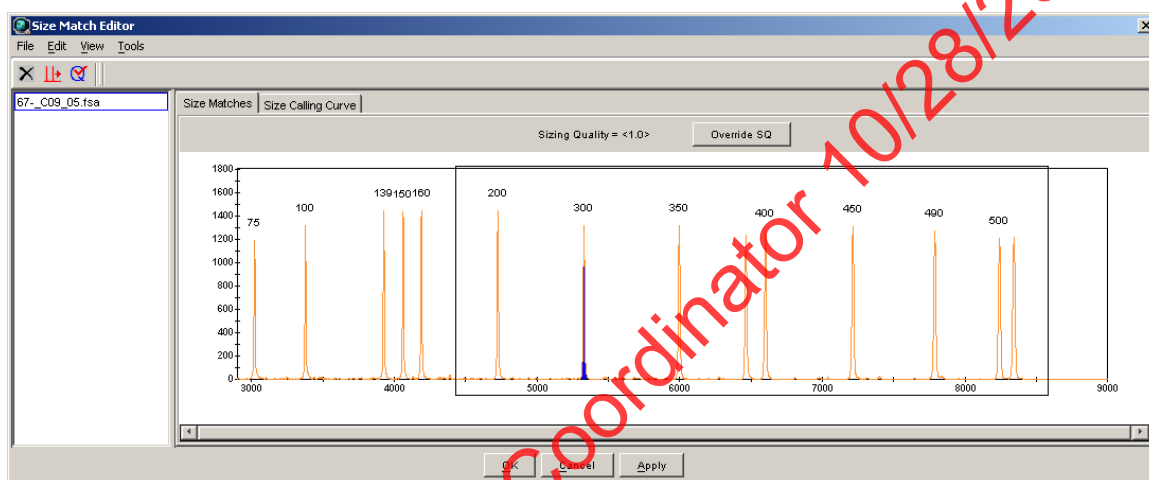 Size Match Editor
File Edit View Tools
67-_C09_05.fsa
Size Matches Size Calling Curve
Sizing Quality = <1.0> Override SQ
1800
1600
1400
1200
1000
800
600
400
200
0
75 100 139 150 160 200 300 350 400 450 490 500
3000 4000 5000 6000 7000 8000 9000
OK Cancel Apply
Coordinator 10/28/2